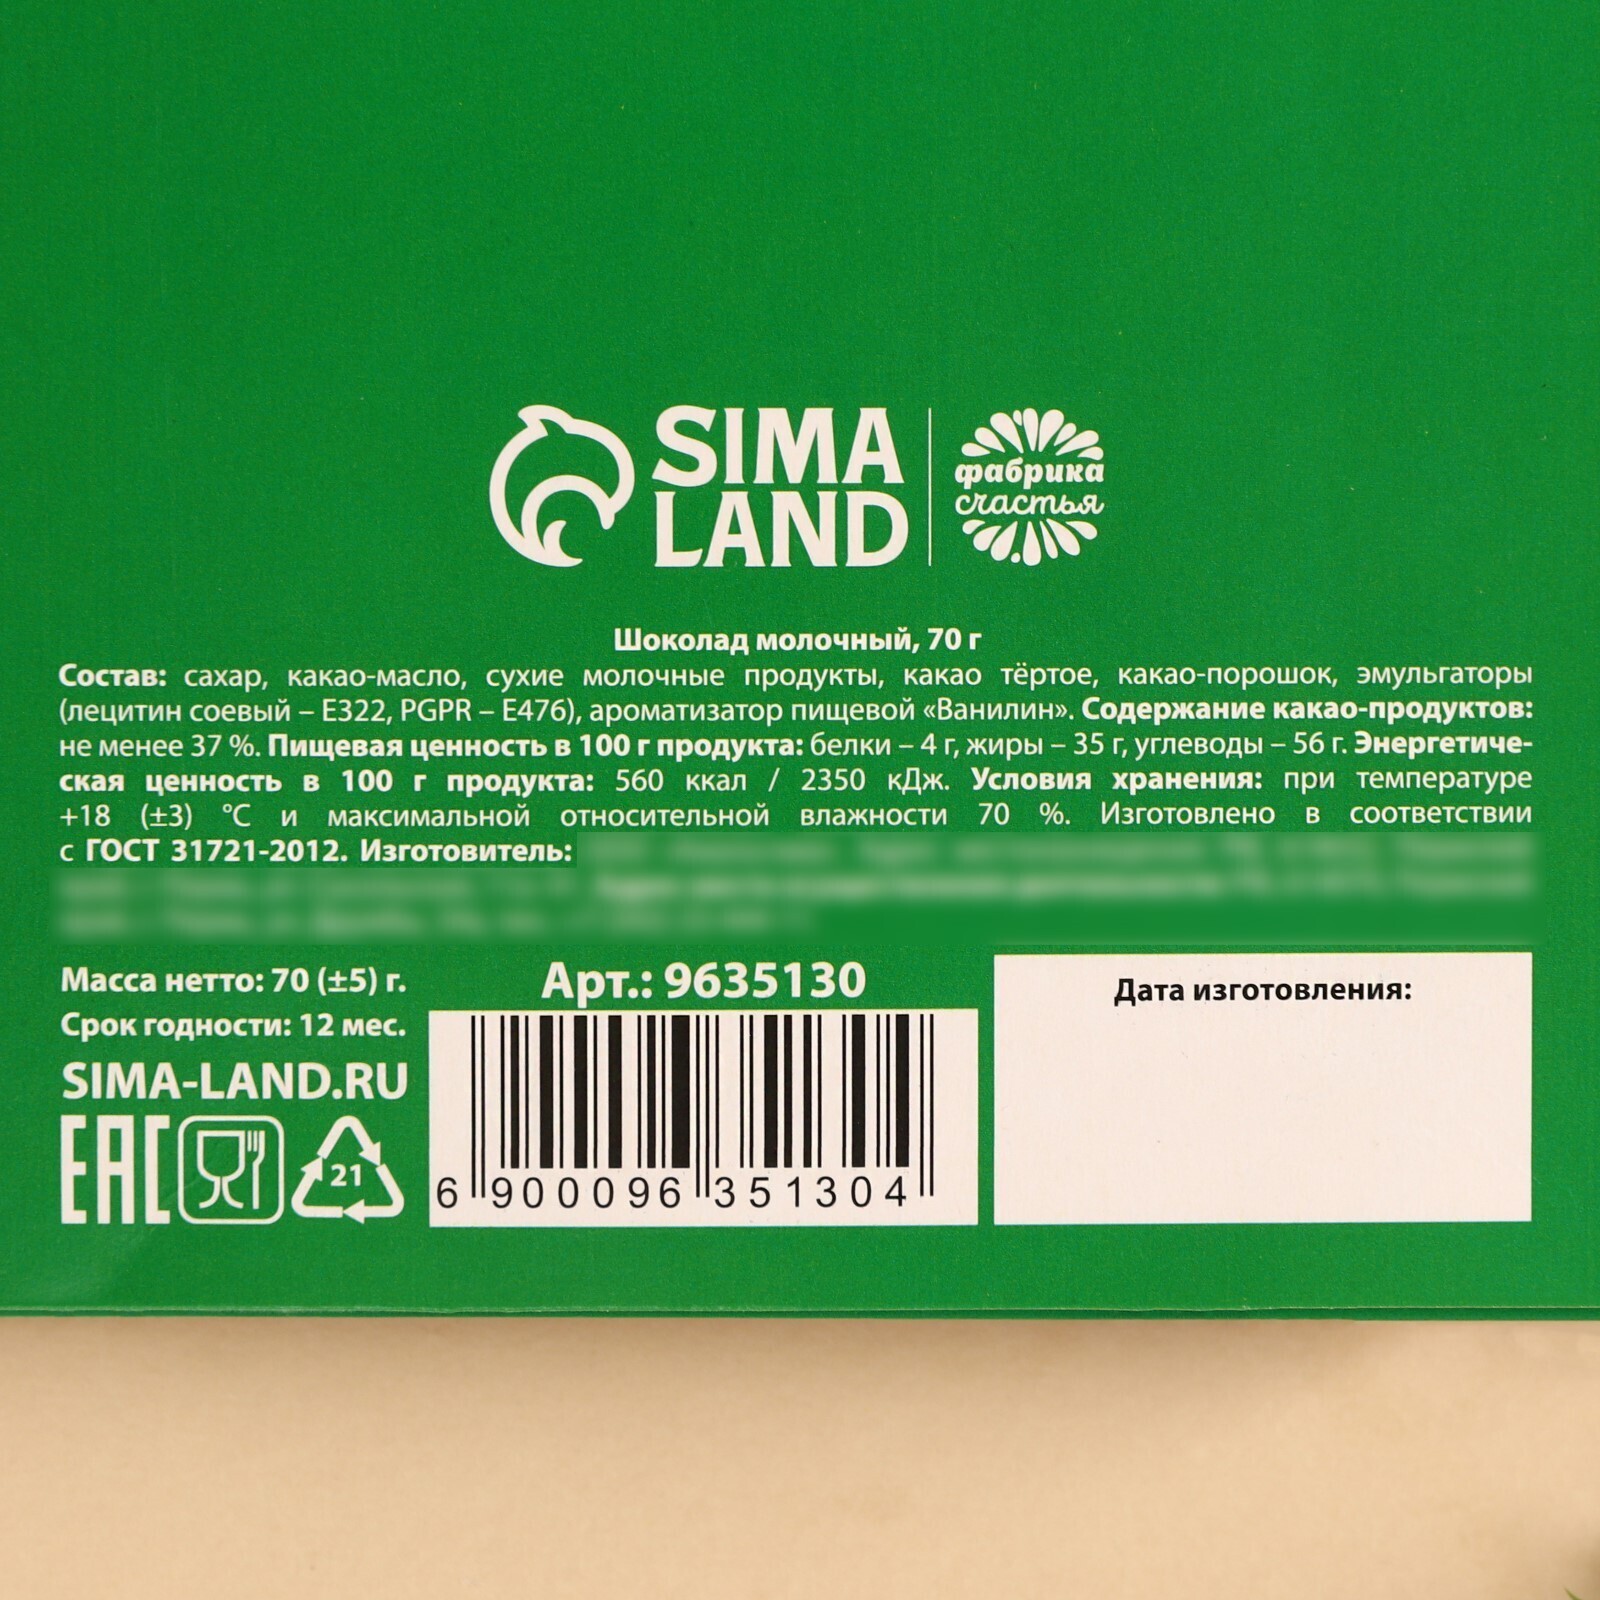 SIMA
LAND
фабрика
счастья
Шоколад молочный, 70 г
Состав: сахар, какао-масло, сухие молочные продукты, какао тёртое, какао-порошок, эмульгаторы
(лецитин соевый – Е322, PGPR – Е476), ароматизатор пищевой «Ванилин». Содержание какао-продуктов:
не менее 37 %. Пищевая ценность в 100 г продукта: белки – 4 г, жиры – 35 г, углеводы – 56 г. Энергетиче-
ская ценность в 100 г продукта: 560 ккал / 2350 кДж. Условия хранения: при температуре
+18 (±3) °С и максимальной относительной влажности 70 %. Изготовлено в соответствии
с ГОСТ 31721-2012. Изготовитель:
Масса нетто: 70 (±5) г.
Срок годности: 12 мес.
SIMA-LAND.RU
EAC
21
Арт.: 9635130
6 900096 351304
Дата изготовления: